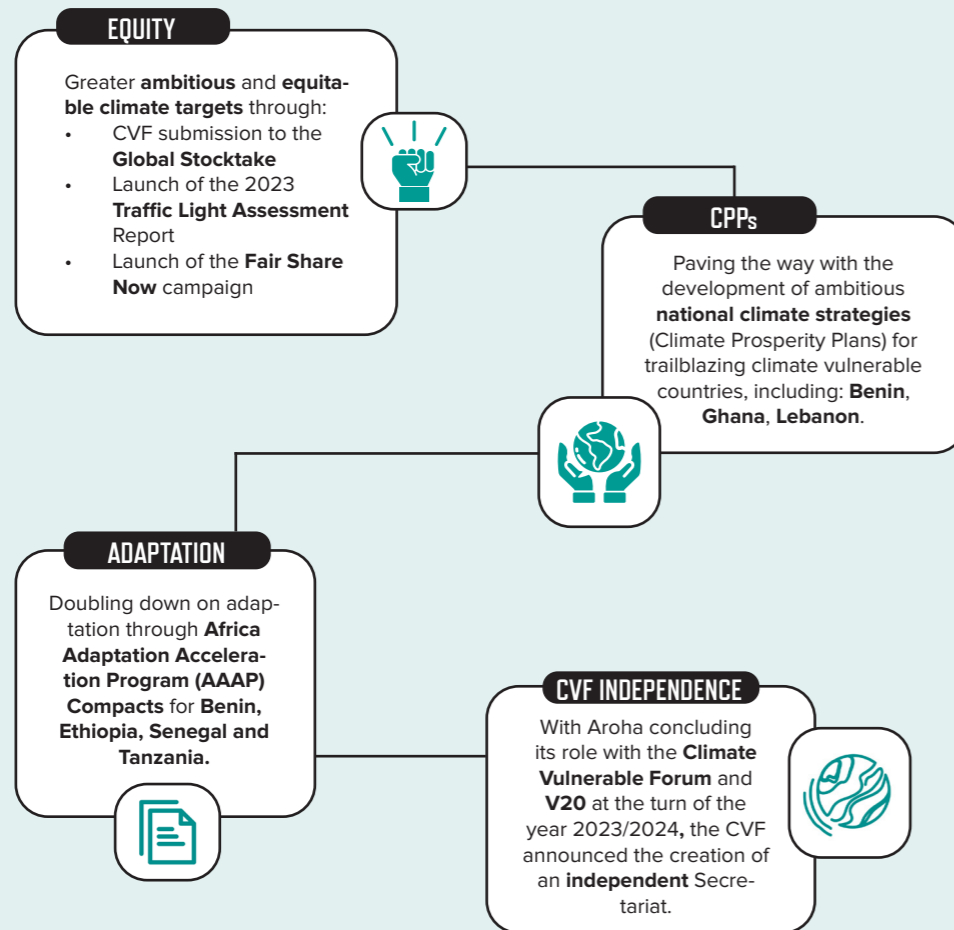 EQUITY
Greater ambitious and equita-
ble climate targets through:
• CVF submission to the
Global Stocktake
• Launch of the 2023
Traffic Light Assessment
Report
• Launch of the Fair Share
Now campaign
CPPs
Paving the way with the
development of ambitious
national climate strategies
(Climate Prosperity Plans) for
trailblazing climate vulnerable
countries, including: Benin,
Ghana, Lebanon.
ADAPTATION
Doubling down on adap-
tation through Africa
Adaptation Accelera-
tion Program (AAAP)
Compacts for Benin,
Ethiopia, Senegal and
Tanzania.
CVF INDEPENDENCE
With Aroha concluding
its role with the Climate
Vulnerable Forum and
V20 at the turn of the
year 2023/2024, the CVF
announced the creation of
an independent Secre-
tariat.